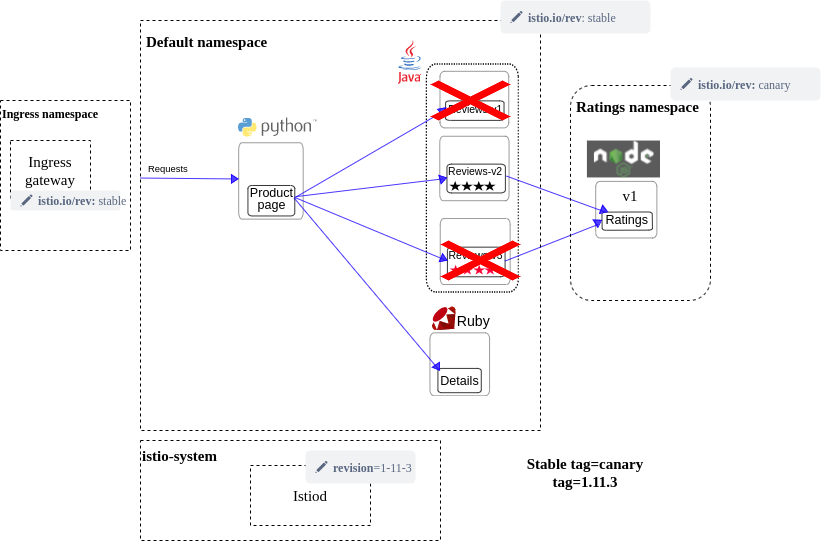 istio.io/rev: stable
Default namespace
Java
istio.io/rev: canary
Ingress namespace
Ratings namespace
python™
Reviews-v1
Ingress
gateway
node
Requests
Reviews-v2
★★★★
istio.io/rev: stable
Product
page
v1
Ratings
Reviews-v3
★★★★
Ruby
Details
istio-system
revision=1-11-3
Istiod
Stable tag=canary
tag=1.11.3